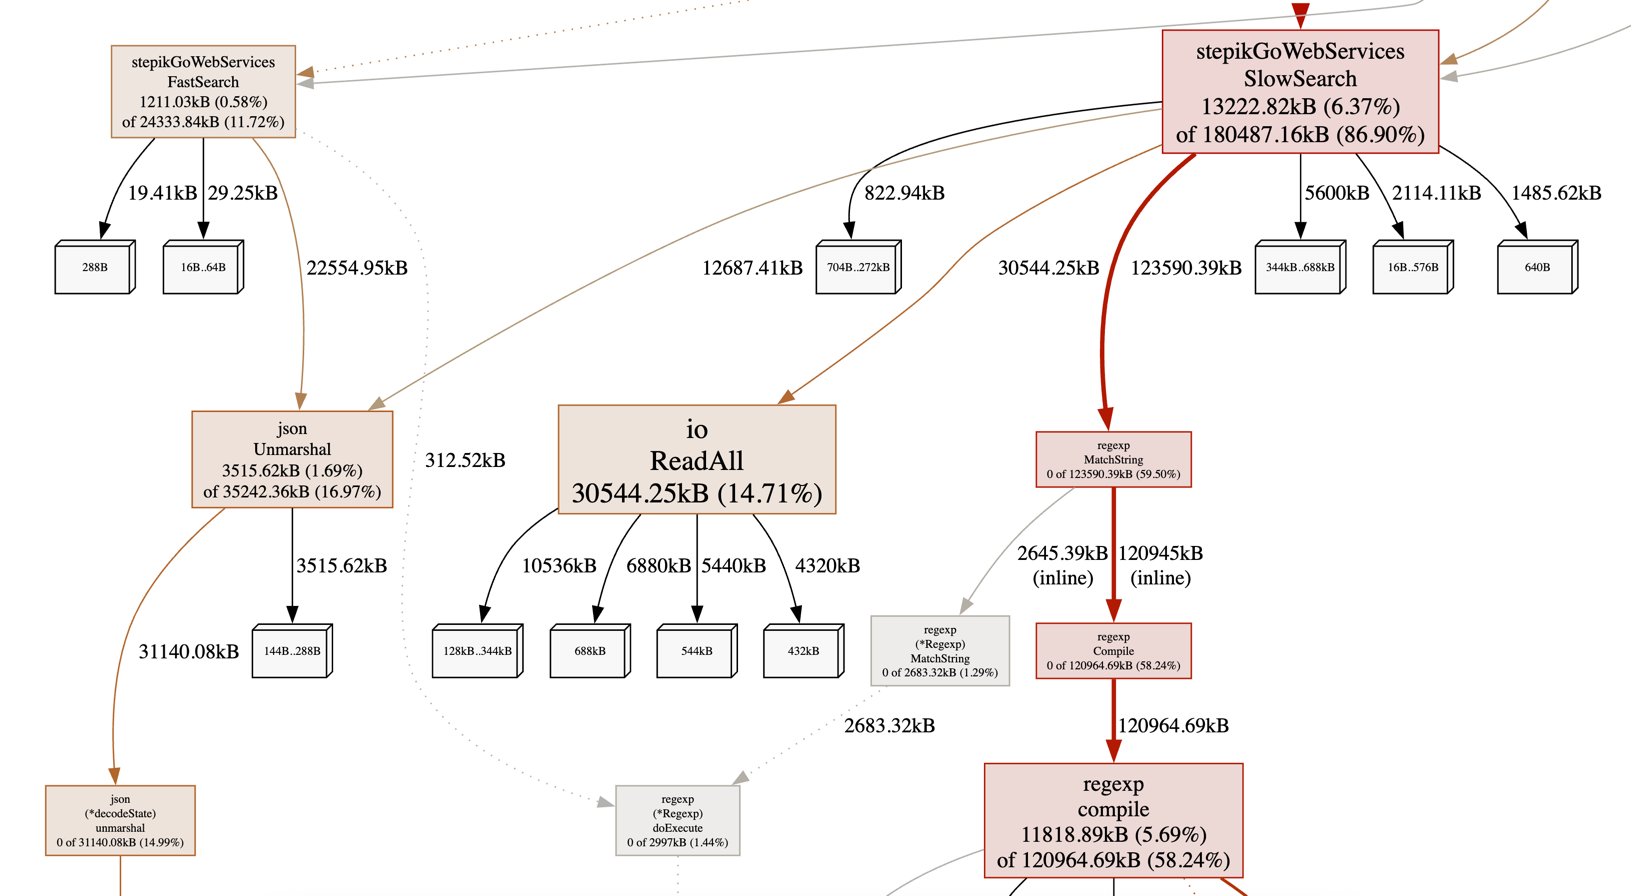 stepikGoWebServices
FastSearch
1211.03kB (0.58%)
of 24333.84kB (11.72%)
stepikGoWebServices
SlowSearch
13222.82kB (6.37%)
of 180487.16kB (86.90%)
19.41kB
29.25kB
822.94kB
5600kB
2114.11kB
1485.62kB
288B
16B..64B
22554.95kB
12687.41kB
704B..272kB
30544.25kB
123590.39kB
344kB..688kB
16B..576B
640B
json
Unmarshal
3515.62kB (1.69%)
of 35242.36kB (16.97%)
312.52kB
io
ReadAll
30544.25kB (14.71%)
regexp
MatchString
0 of 123590.39kB (59.50%)
3515.62kB
10536kB
6880kB
5440kB
4320kB
2645.39kB
(inline)
120945kB
(inline)
31140.08kB
144B..288B
128kB..344kB
688kB
544kB
432kB
regexp
(*Regexp)
MatchString
0 of 2683.32kB (1.29%)
regexp
Compile
0 of 120964.69kB (58.24%)
2683.32kB
120964.69kB
json
(*decodeState)
unmarshal
0 of 31140.08kB (14.99%)
regexp
(*Regexp)
doExecute
0 of 2997kB (1.44%)
regexp
compile
11818.89kB (5.69%)
of 120964.69kB (58.24%)